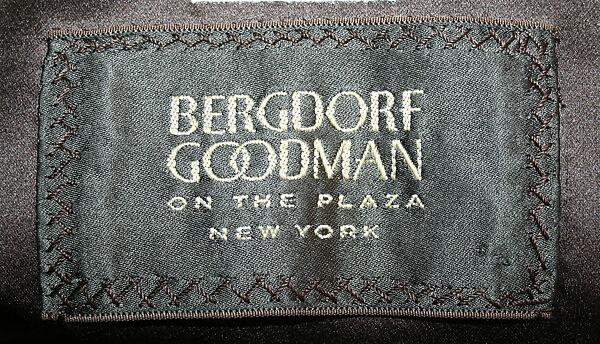 BERGDORF
GOODMAN
ON THE PLAZA
NEW YORK